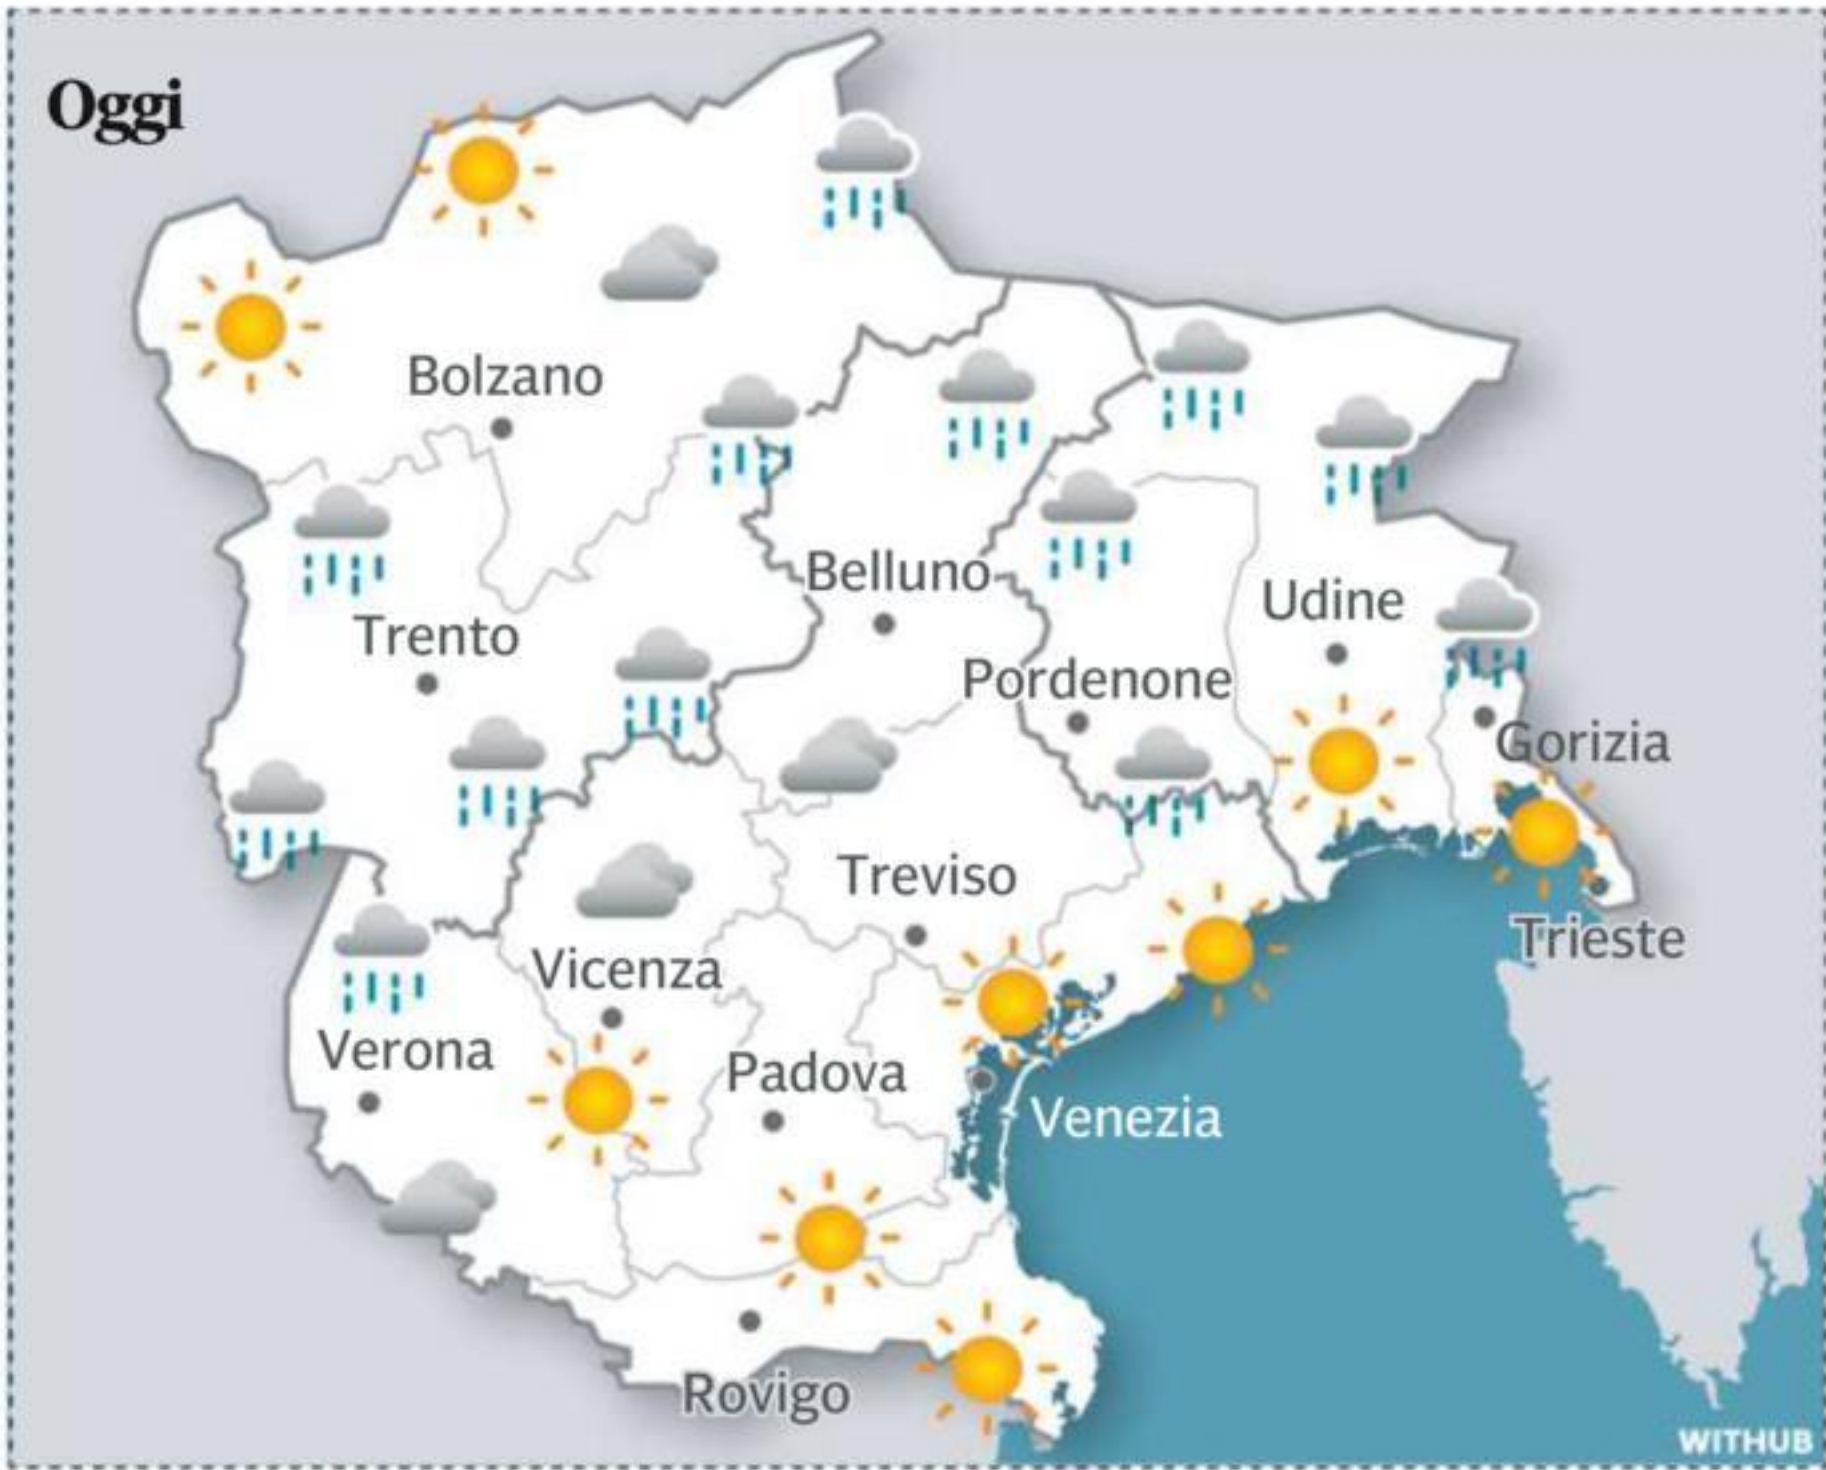 Oggi
Bolzano
Belluno
Udine
Trento
Pordenone
Gorizia
Treviso
Trieste
Vicenza
Verona
Padova
Venezia
Rovigo
WITHUB